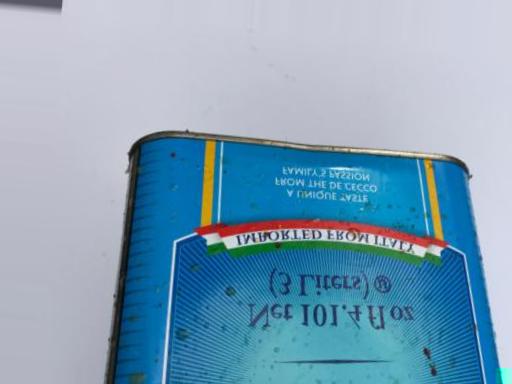 Net 101.4 fl oz
(3 Liters) ℮
IMPORTED FROM ITALY
A UNIQUE TASTE
FROM THE DE CECCO
FAMILY'S PASSION